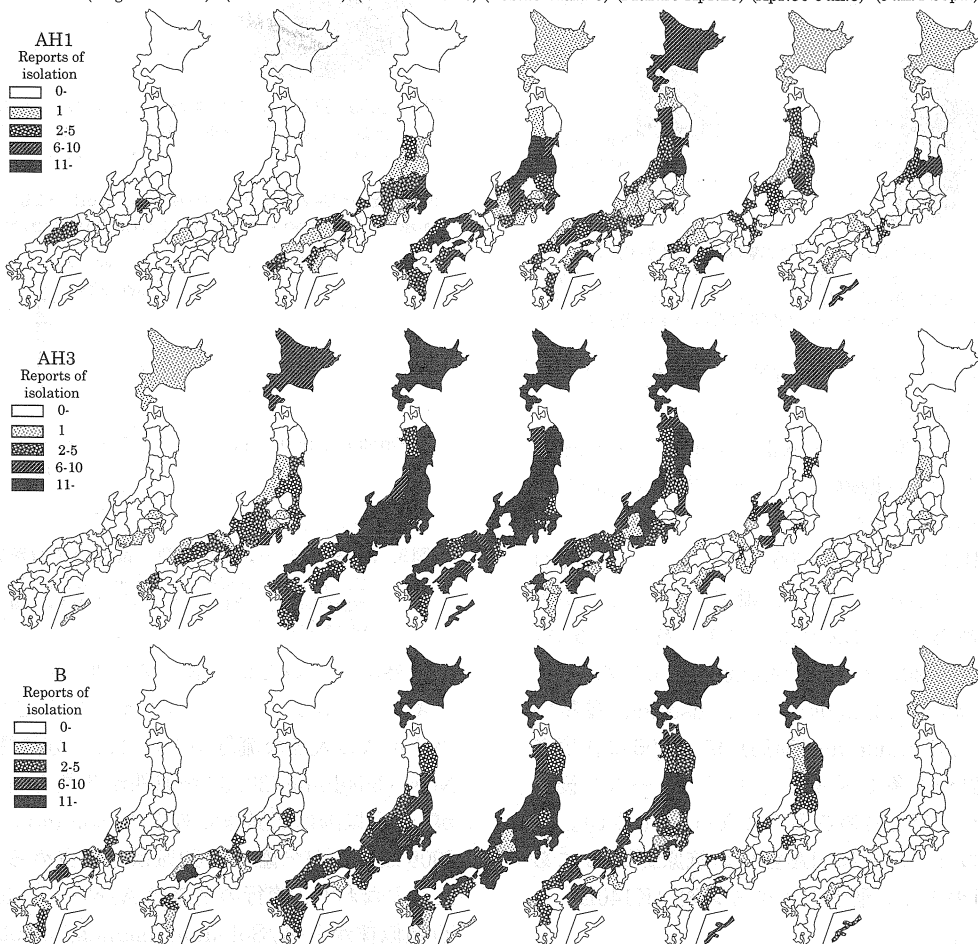 AH1
Reports of
isolation
0-
1
2-5
6-10
11-
AH3
Reports of
isolation
0-
1
2-5
6-10
11-
B
Reports of
isolation
0-
1
2-5
6-10
11-